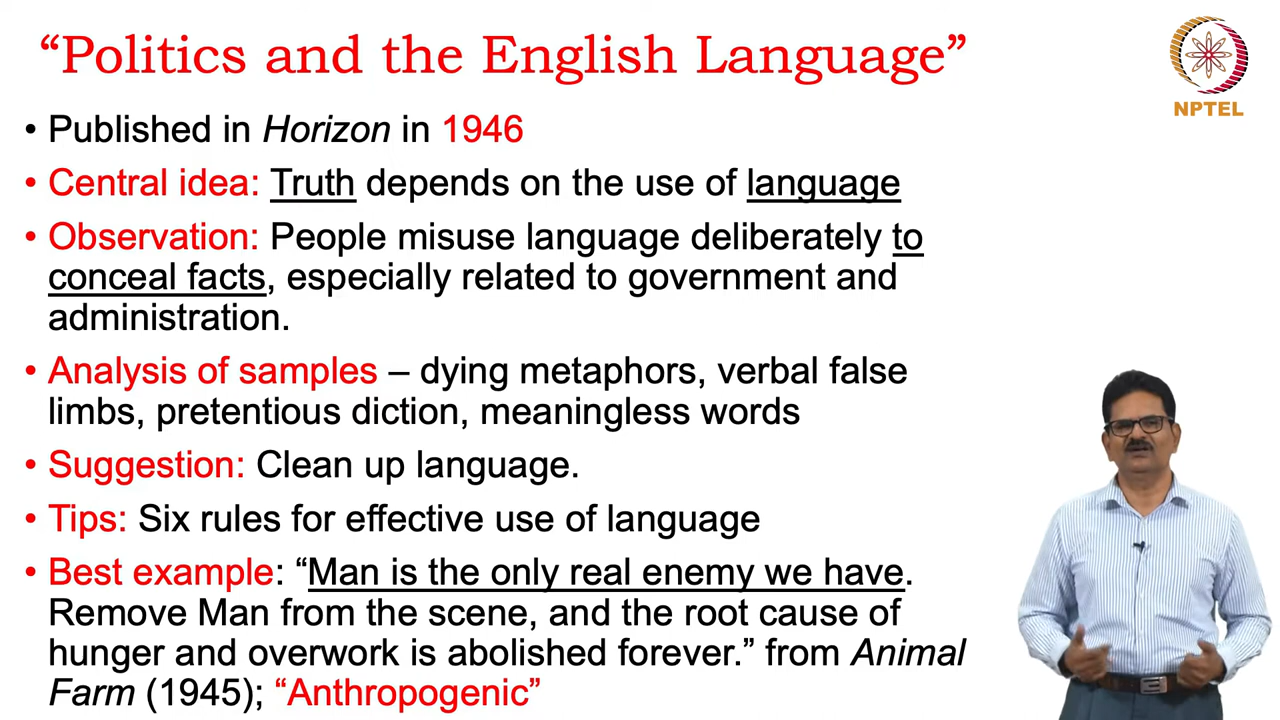 “Politics and the English Language”
NPTEL
• Published in Horizon in 1946
• Central idea: Truth depends on the use of language
• Observation: People misuse language deliberately to
conceal facts, especially related to government and
administration.
• Analysis of samples – dying metaphors, verbal false
limbs, pretentious diction, meaningless words
• Suggestion: Clean up language.
• Tips: Six rules for effective use of language
• Best example: “Man is the only real enemy we have.
Remove Man from the scene, and the root cause of
hunger and overwork is abolished forever.” from Animal
Farm (1945); “Anthropogenic”